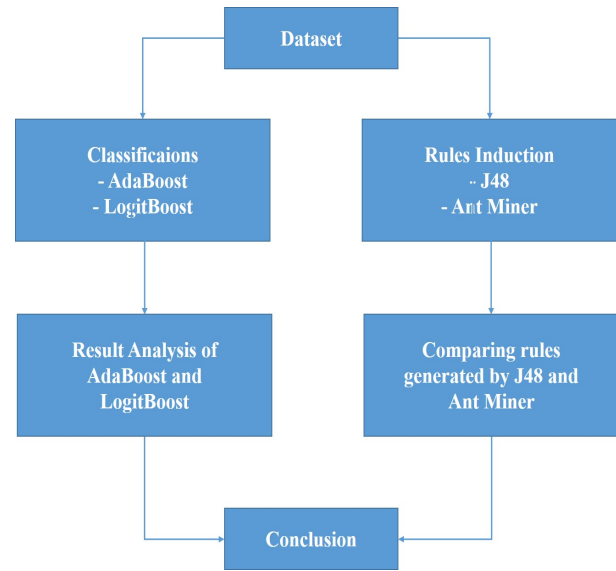 Dataset
Classificaions
- AdaBoost
- LogitBoost
Rules Induction
- J48
- Ant Miner
Result Analysis of
AdaBoost and
LogitBoost
Comparing rules
generated by J48 and
Ant Miner
Conclusion